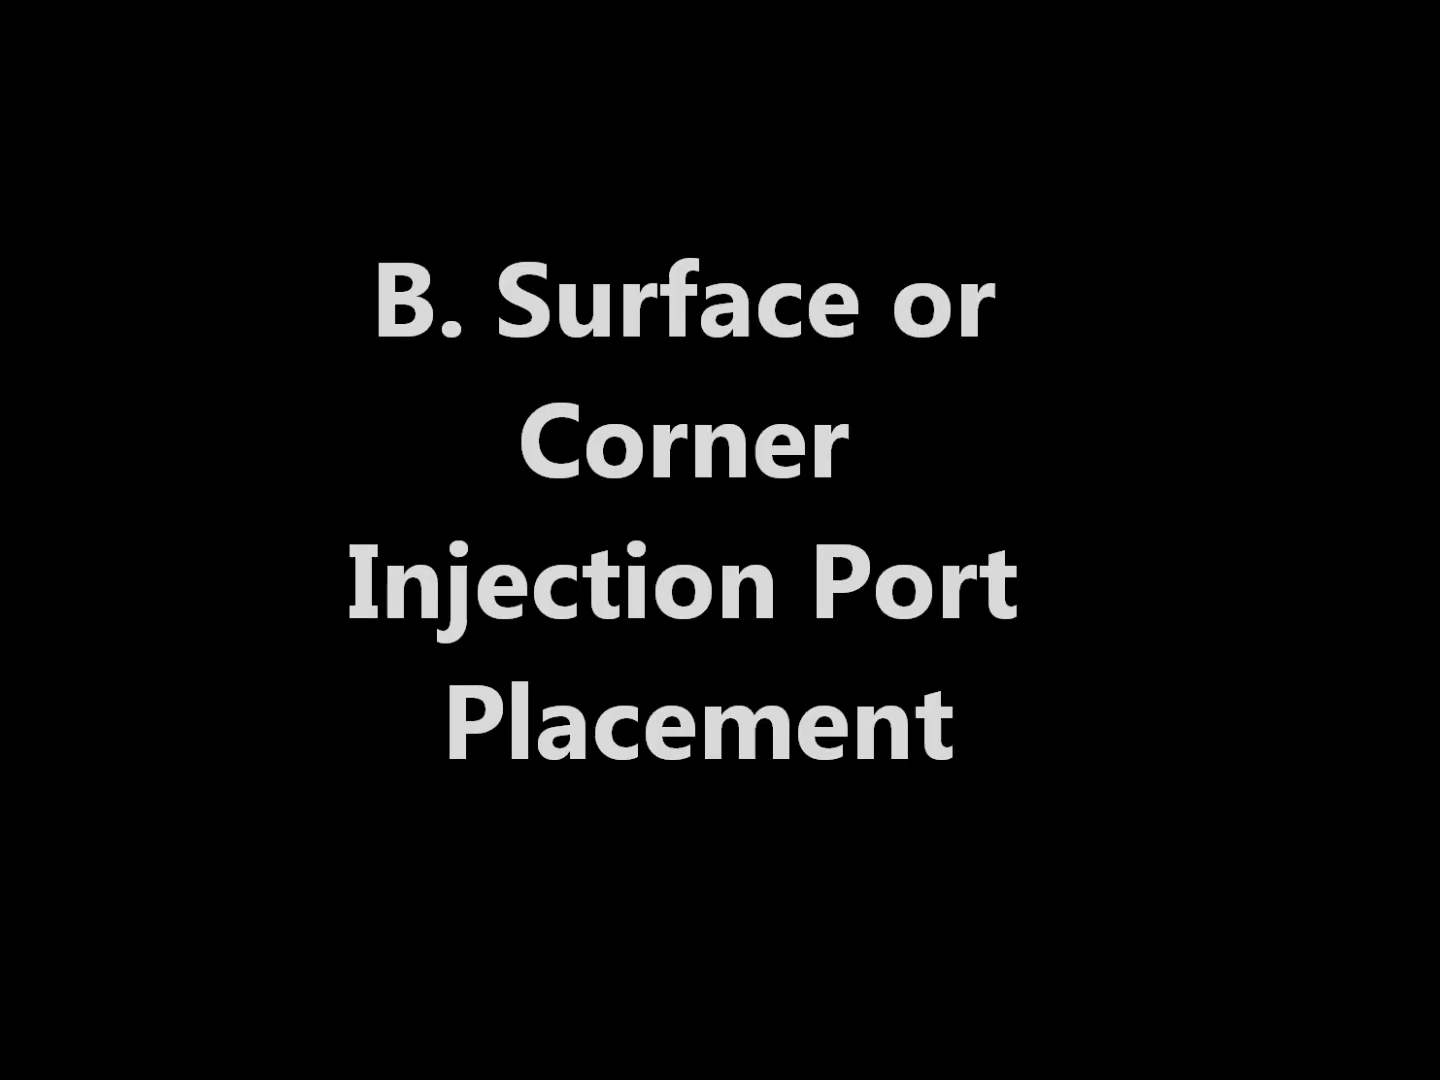 B. Surface or
Corner
Injection Port
Placement